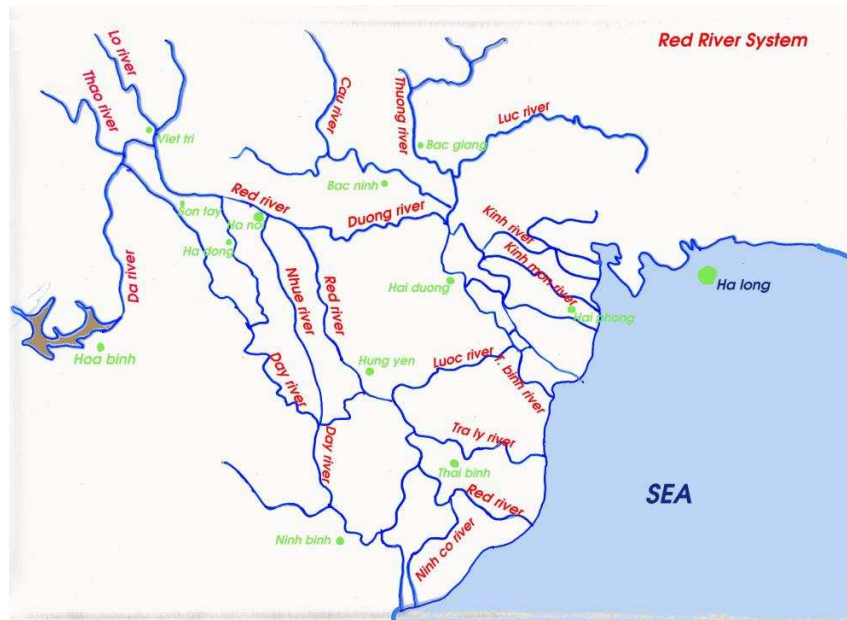 Red River System
Lo river
Thao river
Cau river
Thuong river
Luc river
Viet tri
Bac giang
Bac ninh
Son tay
Red river
Ha noi
Duong river
Kinh river
Ha dong
Da river
Nhue river
Red river
Hai duong
Kinh mon river
Ha long
Hai phong
Hoa binh
Day river
Hung yen
Luoc river
T. binh river
Day river
Tra ly river
Thai binh
Red river
SEA
Ninh binh
Ninh co river